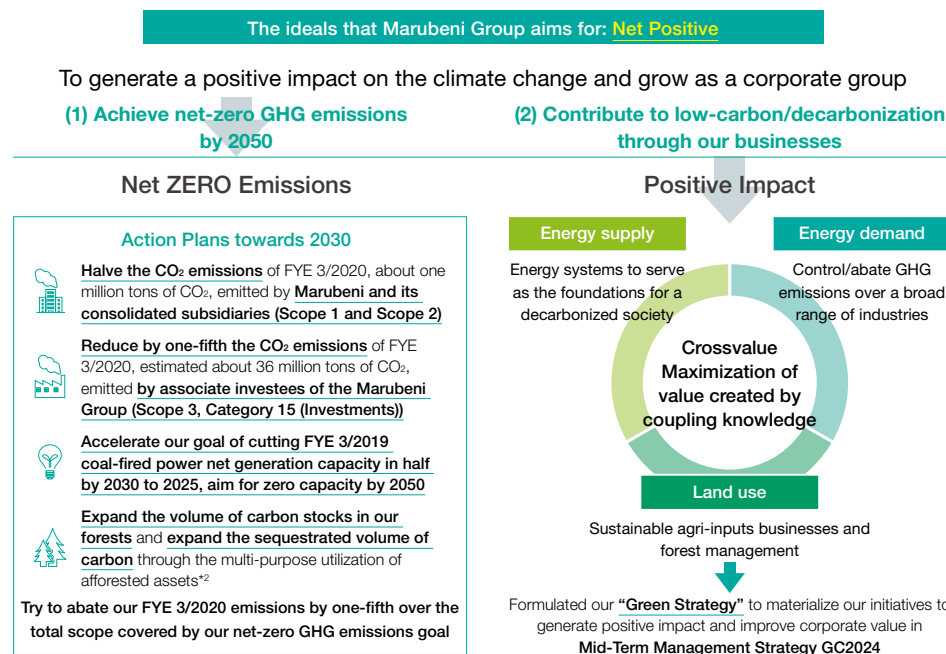 The ideals that Marubeni Group aims for: Net Positive
To generate a positive impact on the climate change and grow as a corporate group
(1) Achieve net-zero GHG emissions
by 2050
Net ZERO Emissions
Action Plans towards 2030
Halve the CO₂ emissions of FYE 3/2020, about one
million tons of CO₂, emitted by Marubeni and its
consolidated subsidiaries (Scope 1 and Scope 2)
Reduce by one-fifth the CO₂ emissions of FYE
3/2020, estimated about 36 million tons of CO₂,
emitted by associate investees of the Marubeni
Group (Scope 3, Category 15 (Investments))
Accelerate our goal of cutting FYE 3/2019
coal-fired power net generation capacity in half
by 2030 to 2025, aim for zero capacity by 2050
Expand the volume of carbon stocks in our
forests and expand the sequestrated volume of
carbon through the multi-purpose utilization of
afforested assets*²
Try to abate our FYE 3/2020 emissions by one-fifth over the
total scope covered by our net-zero GHG emissions goal
(2) Contribute to low-carbon/decarbonization
through our businesses
Positive Impact
Energy supply
Energy systems to serve
as the foundations for a
decarbonized society
Energy demand
Control/abate GHG
emissions over a broad
range of industries
Crossvalue
Maximization of
value created by
coupling knowledge
Land use
Sustainable agri-inputs businesses and
forest management
Formulated our “Green Strategy” to materialize our initiatives to
generate positive impact and improve corporate value in
Mid-Term Management Strategy GC2024